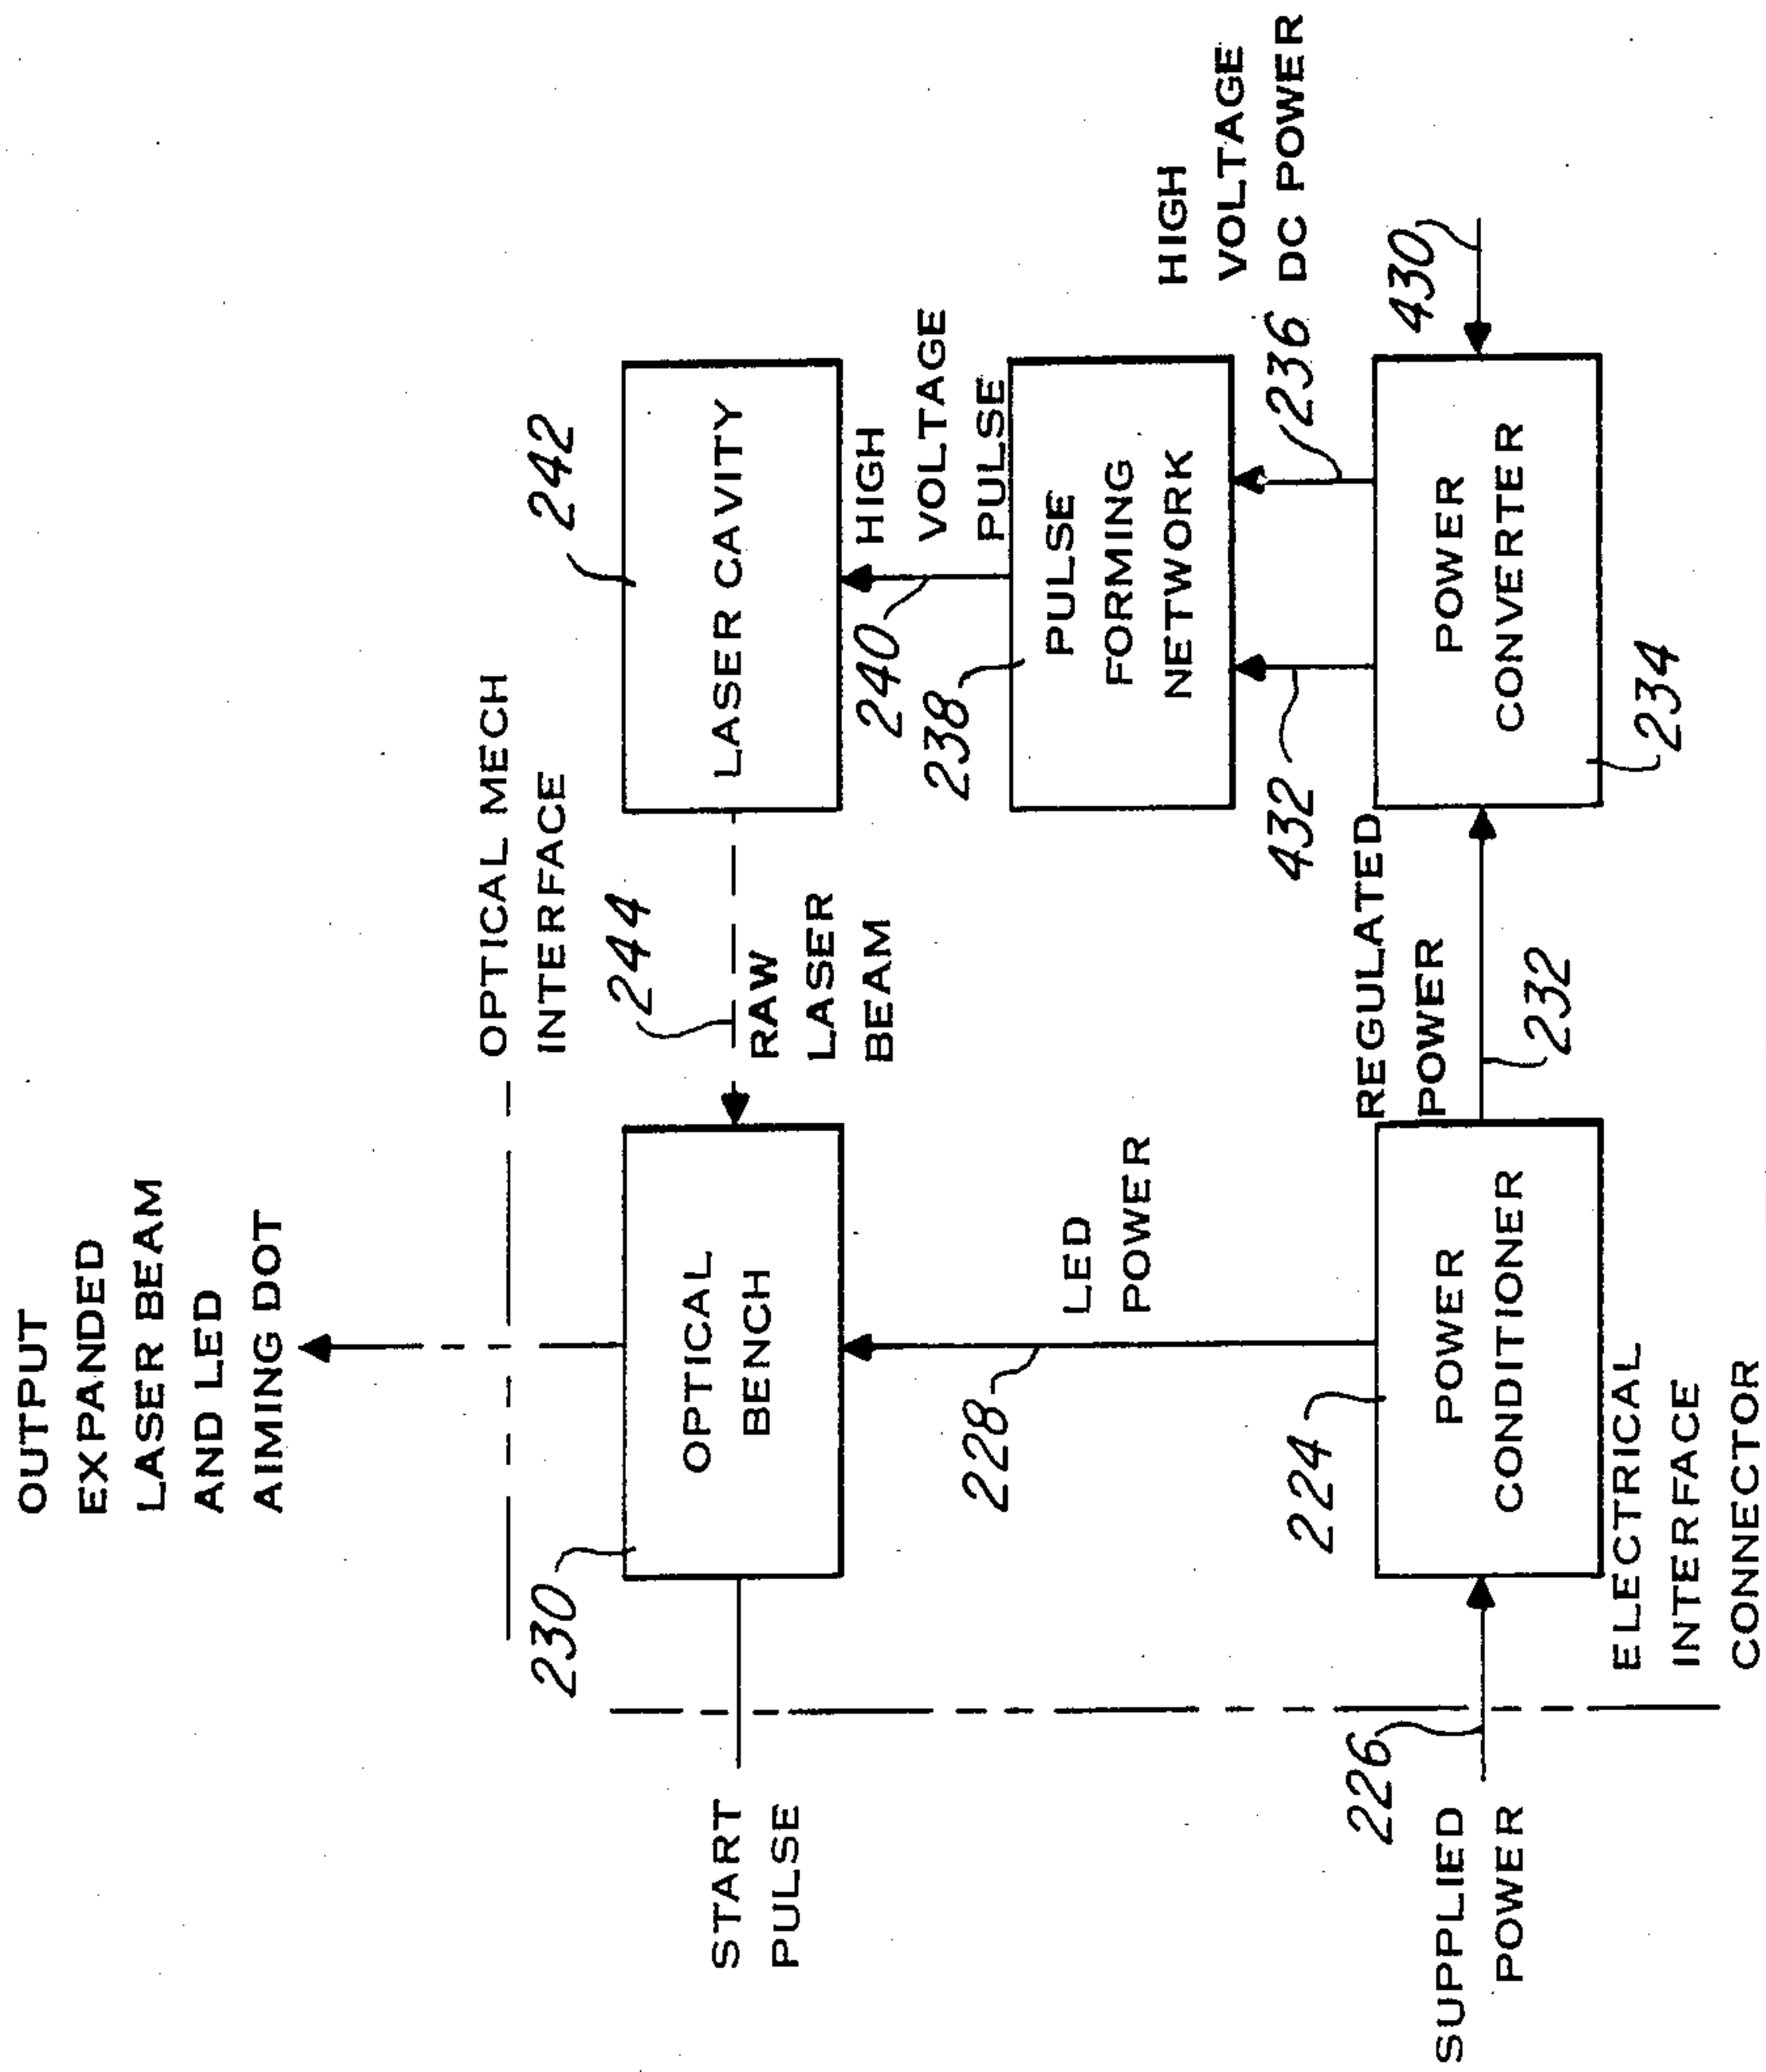 OUTPUT
EXPANDED
LASER BEAM
AND LED
AIMING DOT
OPTICAL MECH
INTERFACE
230
OPTICAL
BENCH
START
PULSE
244
RAW
LASER
BEAM
242
LASER CAVITY
240
HIGH
VOLTAGE
PULSE
238
PULSE
FORMING
NETWORK
228
LED
POWER
432
236
HIGH
VOLTAGE
DC POWER
430
224
POWER
CONDITIONER
REGULATED
POWER
232
POWER
CONVERTER
234
226
SUPPLIED
POWER
ELECTRICAL
INTERFACE
CONNECTOR